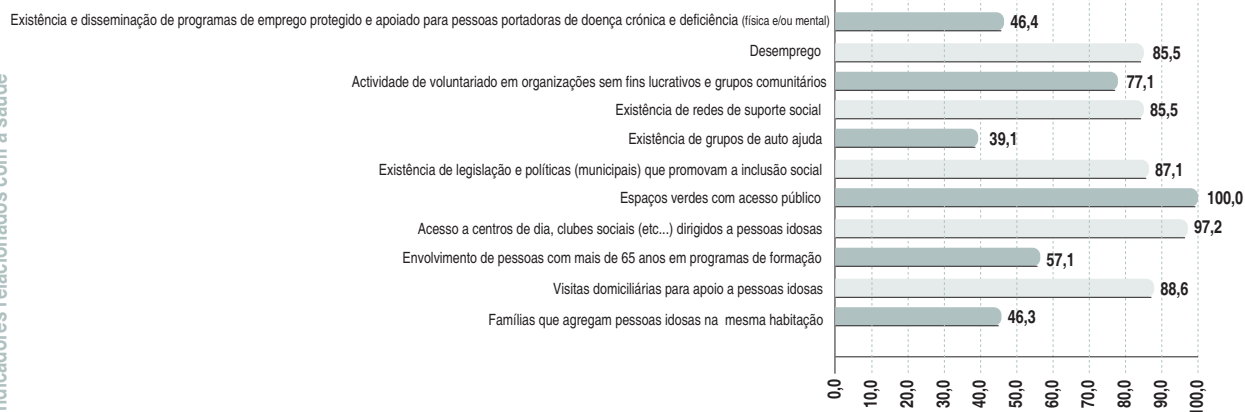 Existência e disseminação de programas de emprego protegido e apoiado para pessoas portadoras de doença crónica e deficiência (física e/ou mental) 46,4
Desemprego 85,5
Actividade de voluntariado em organizações sem fins lucrativos e grupos comunitários 77,1
Existência de redes de suporte social 85,5
Existência de grupos de auto ajuda 39,1
Existência de legislação e políticas (municipais) que promovam a inclusão social 87,1
Espaços verdes com acesso público 100,0
Acesso a centros de dia, clubes sociais (etc...) dirigidos a pessoas idosas 97,2
Envolvimento de pessoas com mais de 65 anos em programas de formação 57,1
Visitas domiciliárias para apoio a pessoas idosas 88,6
Famílias que agregam pessoas idosas na mesma habitação 46,3
0,0 10,0 20,0 30,0 40,0 50,0 60,0 70,0 80,0 90,0 100,0
relacionados com a saúde